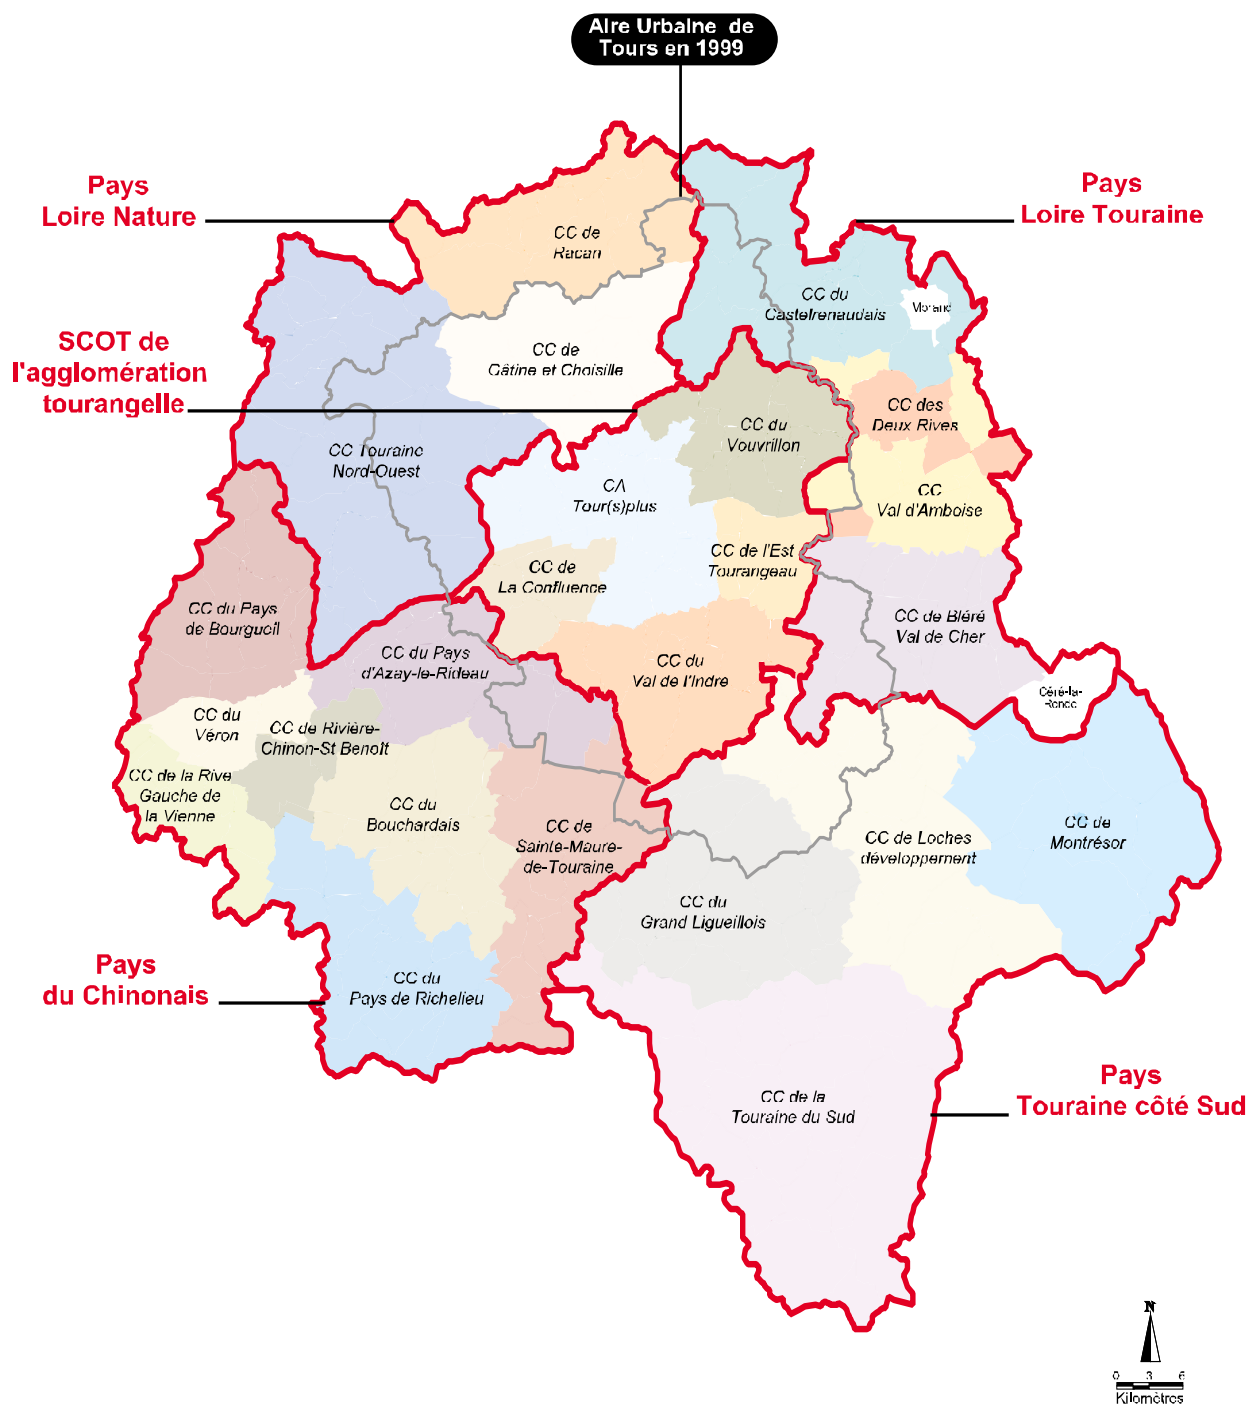 Aire Urbaine de
Tours en 1999
Pays
Loire Nature
Pays
Loire Touraine
CC de
Racan
CC du
Castelrenaudais
Morand
SCOT de
l'agglomération
tourangelle
CC de
Gâtine et Choisille
CC des
Deux Rives
CC du
Vouvrillon
CC Touraine
Nord-Ouest
CA
Tour(s)plus
CC
Val d'Amboise
CC de l'Est
Tourangeau
CC de
La Confluence
CC du Pays
de Bourgueil
CC de Bléré
Val de Cher
CC du Pays
d'Azay-le-Rideau
CC du
Val de l'Indre
Céré-la-
Ronde
CC du
Véron
CC de Rivière-
Chinon-St Benoît
CC de la Rive
Gauche de
la Vienne
CC du
Bouchardais
CC de
Sainte-Maure-
de-Touraine
CC de Loches
développement
CC de
Montrésor
CC du
Grand Ligueillois
Pays
du Chinonais
CC du
Pays de Richelieu
CC de la
Touraine du Sud
Pays
Touraine côté Sud
N
0 3 6
Kilomètres